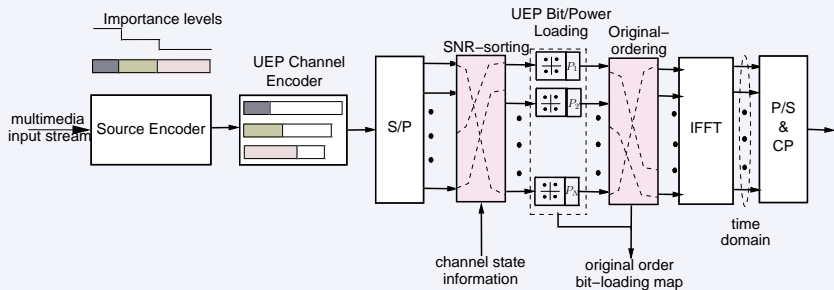 Importance levels
UEP Channel
Encoder
multimedia
input stream
Source Encoder
S/P
SNR-sorting
UEP Bit/Power
Loading
P1
P2
PN
Original-
ordering
IFFT
P/S
&
CP
time
domain
channel state
information
original order
bit-loading map